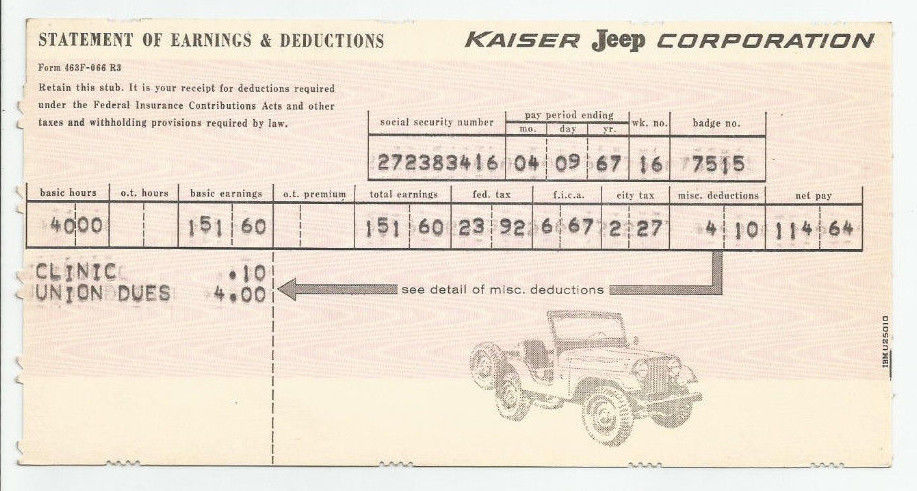 STATEMENT OF EARNINGS & DEDUCTIONS
KAISER Jeep CORPORATION
Form 463F-066 R3
Retain this stub. It is your receipt for deductions required
under the Federal Insurance Contributions Acts and other
taxes and withholding provisions required by law.
social security number pay period ending wk. no. badge no.
mo. day yr.
272383416 04 09 67 16 7515
basic hours o.t. hours basic earnings o.t. premium total earnings fed. tax f.i.c.a. city tax misc. deductions net pay
40 00 151 60 151 60 23 92 6 67 2 27 4 10 114 64
CLINIC .10
UNION DUES 4.00
see detail of misc. deductions
IBM U25010